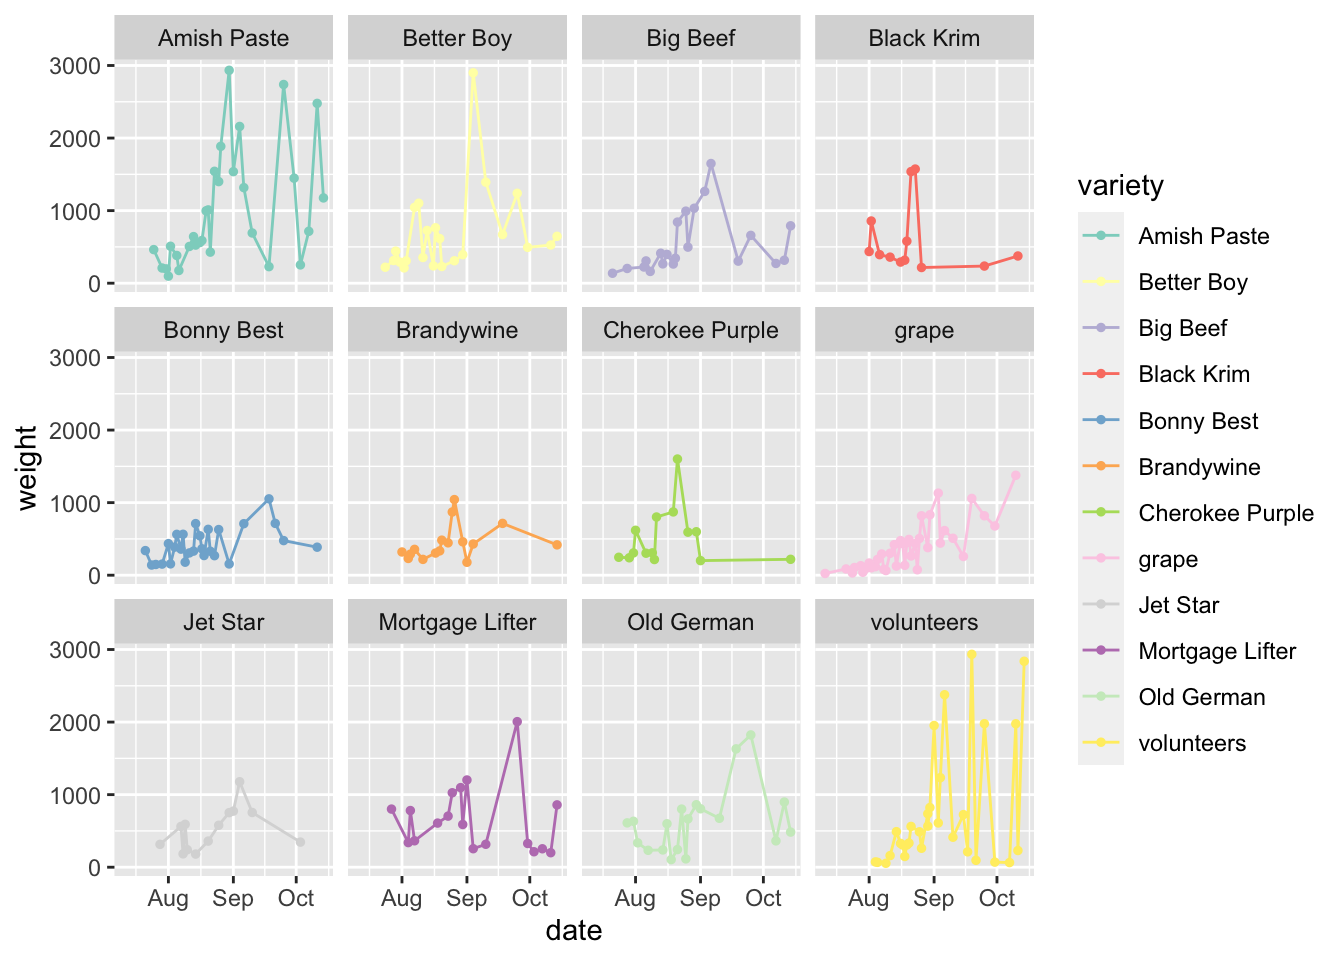 Amish Paste
Better Boy
Big Beef
Black Krim
3000
2000
1000
0
Bonny Best
Brandywine
Cherokee Purple
grape
3000
2000
1000
0
Jet Star
Mortgage Lifter
Old German
volunteers
3000
2000
1000
0
Aug Sep Oct
Aug Sep Oct
Aug Sep Oct
Aug Sep Oct
date
weight
variety
Amish Paste
Better Boy
Big Beef
Black Krim
Bonny Best
Brandywine
Cherokee Purple
grape
Jet Star
Mortgage Lifter
Old German
volunteers